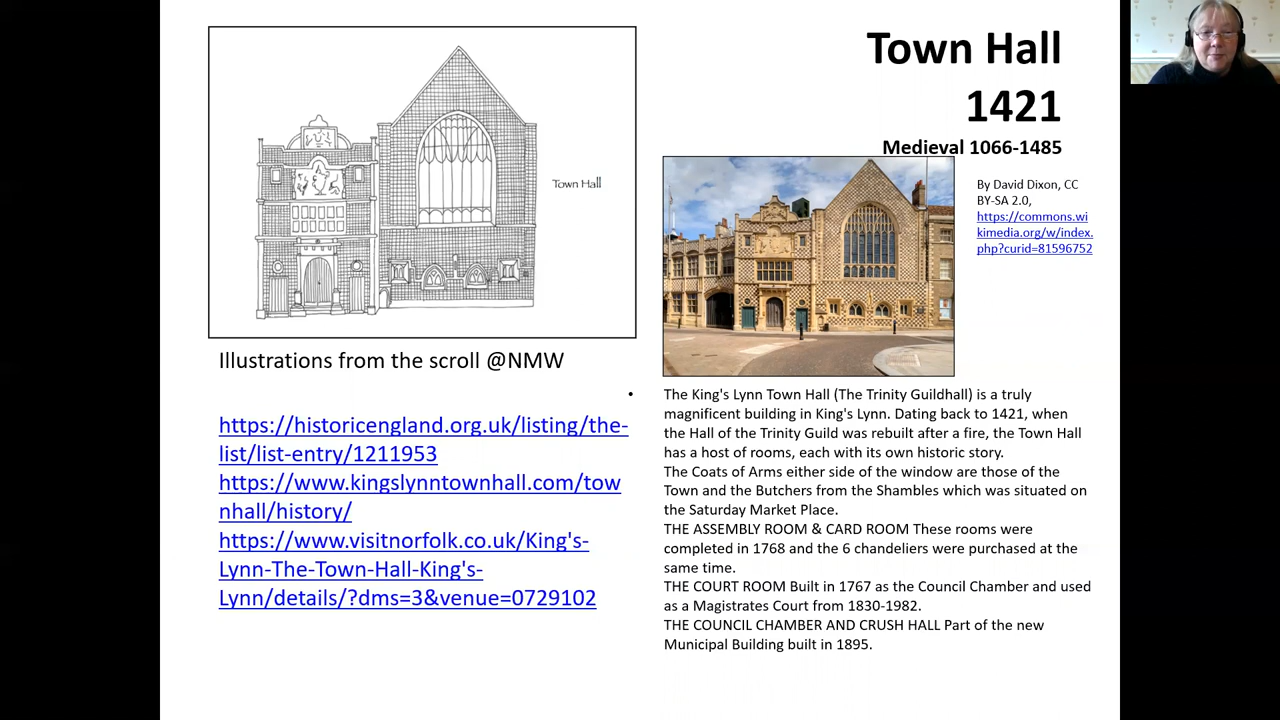 Town Hall
1421
Medieval 1066-1485
Town Hall
By David Dixon, CC
BY-SA 2.0,
https://commons.wi
kimedia.org/w/index.
php?curid=81596752
Illustrations from the scroll @NMW
https://historicengland.org.uk/listing/the-
list/list-entry/1211953
https://www.kingslynntownhall.com/tow
nhall/history/
https://www.visitnorfolk.co.uk/King's-
Lynn-The-Town-Hall-King's-
Lynn/details/?dms=3&venue=0729102
• The King's Lynn Town Hall (The Trinity Guildhall) is a truly
magnificent building in King's Lynn. Dating back to 1421, when
the Hall of the Trinity Guild was rebuilt after a fire, the Town Hall
has a host of rooms, each with its own historic story.
The Coats of Arms either side of the window are those of the
Town and the Butchers from the Shambles which was situated on
the Saturday Market Place.
THE ASSEMBLY ROOM & CARD ROOM These rooms were
completed in 1768 and the 6 chandeliers were purchased at the
same time.
THE COURT ROOM Built in 1767 as the Council Chamber and used
as a Magistrates Court from 1830-1982.
THE COUNCIL CHAMBER AND CRUSH HALL Part of the new
Municipal Building built in 1895.